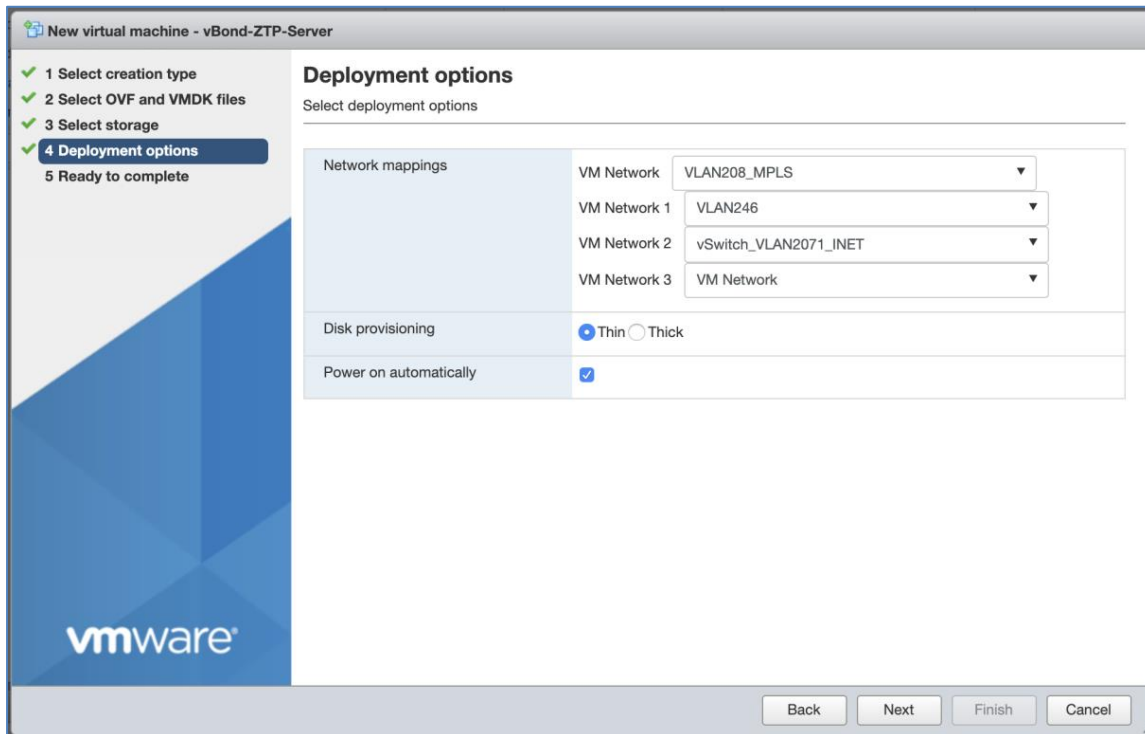 New virtual machine - vBond-ZTP-Server
1 Select creation type
2 Select OVF and VMDK files
3 Select storage
4 Deployment options
5 Ready to complete
vmware®
Deployment options
Select deployment options
Network mappings
VM Network VLAN208_MPLS
VM Network 1 VLAN246
VM Network 2 vSwitch_VLAN2071_INET
VM Network 3 VM Network
Disk provisioning Thin Thick
Power on automatically
Back Next Finish Cancel